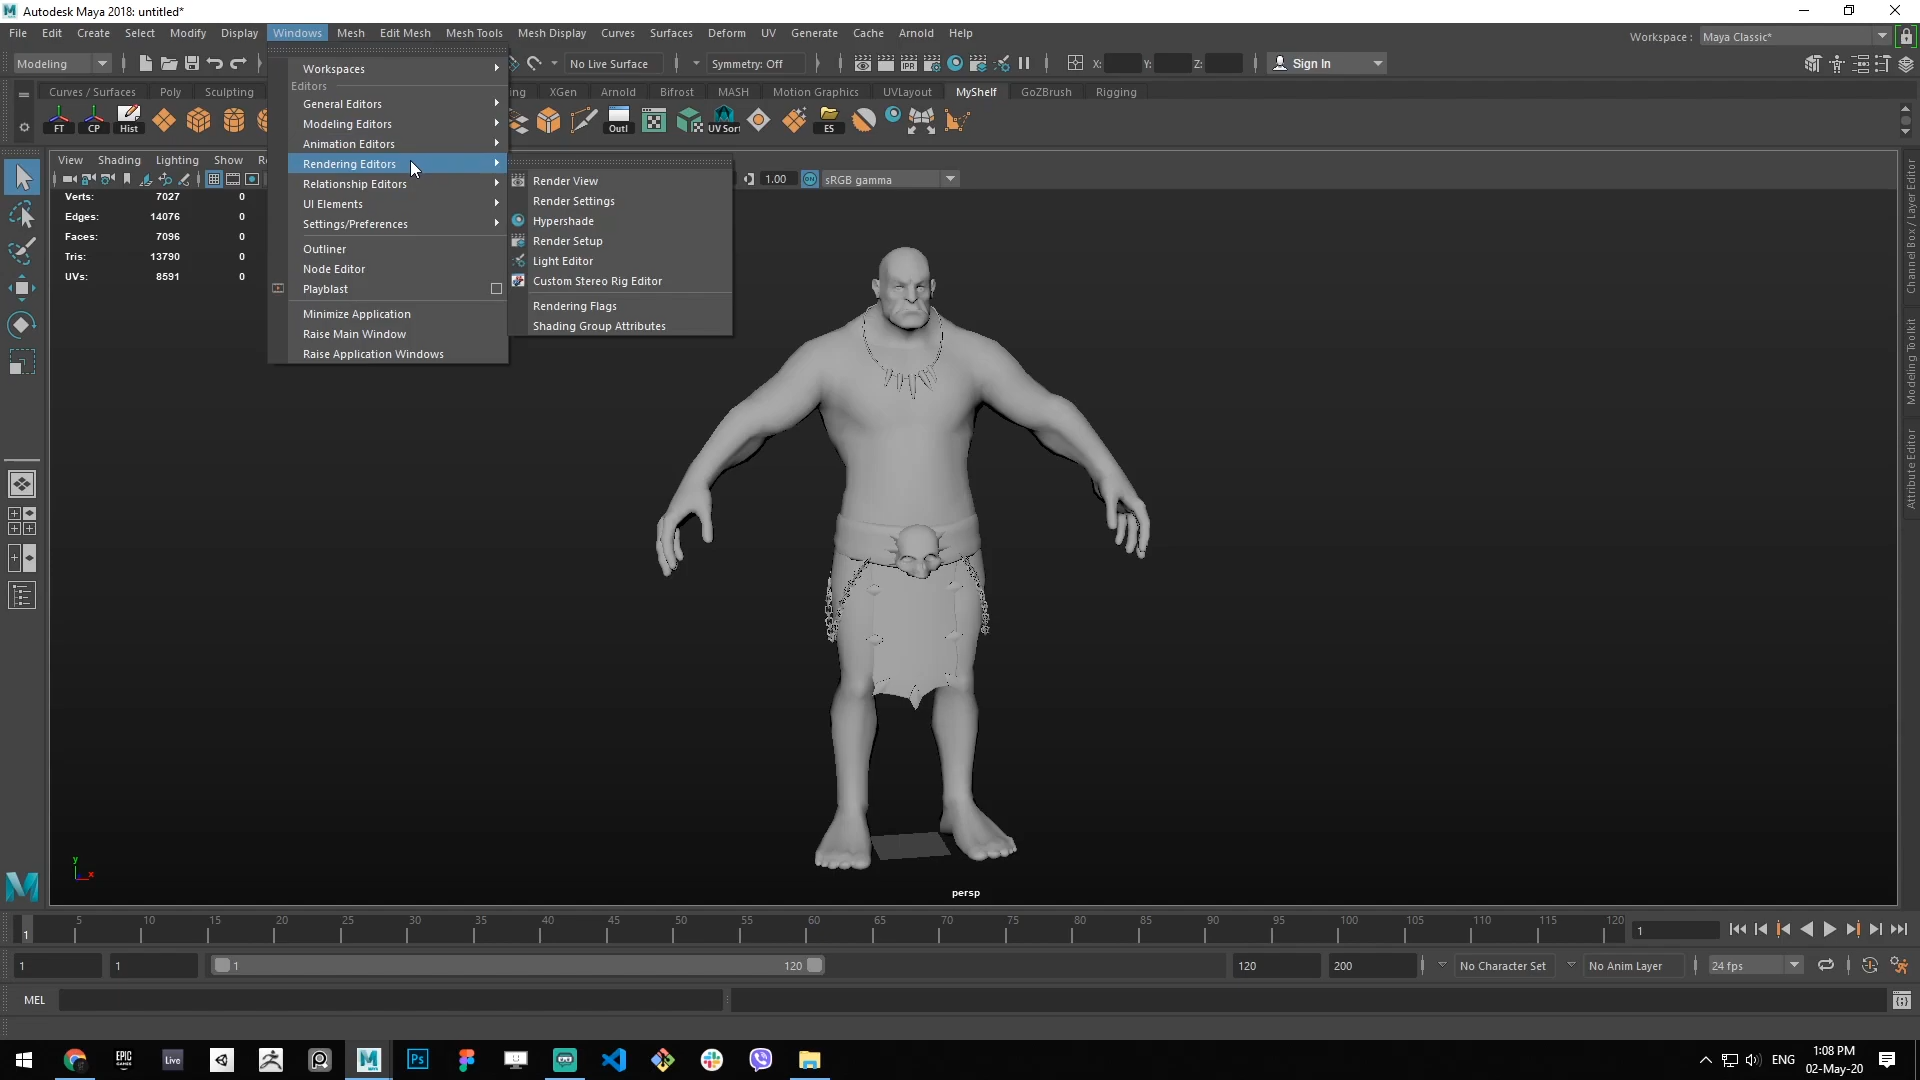 Autodesk Maya 2018: untitled*
File Edit Create Select Modify Display Windows Mesh Edit Mesh Mesh Tools Mesh Display Curves Surfaces Deform UV Generate Cache Arnold Help
Workspace : Maya Classic*
Modeling No Live Surface Symmetry: Off IPR X: Y: Z: Sign In
Curves / Surfaces Poly Sculpting ng XGen Arnold Bifrost MASH Motion Graphics UVLayout MyShelf GoZBrush Rigging
FT CP Hist Outl UV Sort ES
Workspaces
Editors
General Editors
Modeling Editors
Animation Editors
Rendering Editors
Relationship Editors
UI Elements
Settings/Preferences
Outliner
Node Editor
Playblast
Minimize Application
Raise Main Window
Raise Application Windows
Render View
Render Settings
Hypershade
Render Setup
Light Editor
Custom Stereo Rig Editor
Rendering Flags
Shading Group Attributes
View Shading Lighting Show R
1.00 ON sRGB gamma
Verts: 7027 0
Edges: 14076 0
Faces: 7096 0
Tris: 13790 0
UVs: 8591 0
Channel Box / Layer Editor
Modeling Toolkit
Attribute Editor
y
x
persp
5 10 15 20 25 30 35 40 45 50 55 60 65 70 75 80 85 90 95 100 105 110 115 120
1 1
1 1 1 120 120 200 No Character Set No Anim Layer 24 fps
MEL
EPIC GAMES Live MAYA Ps ENG 1:08 PM
02-May-20